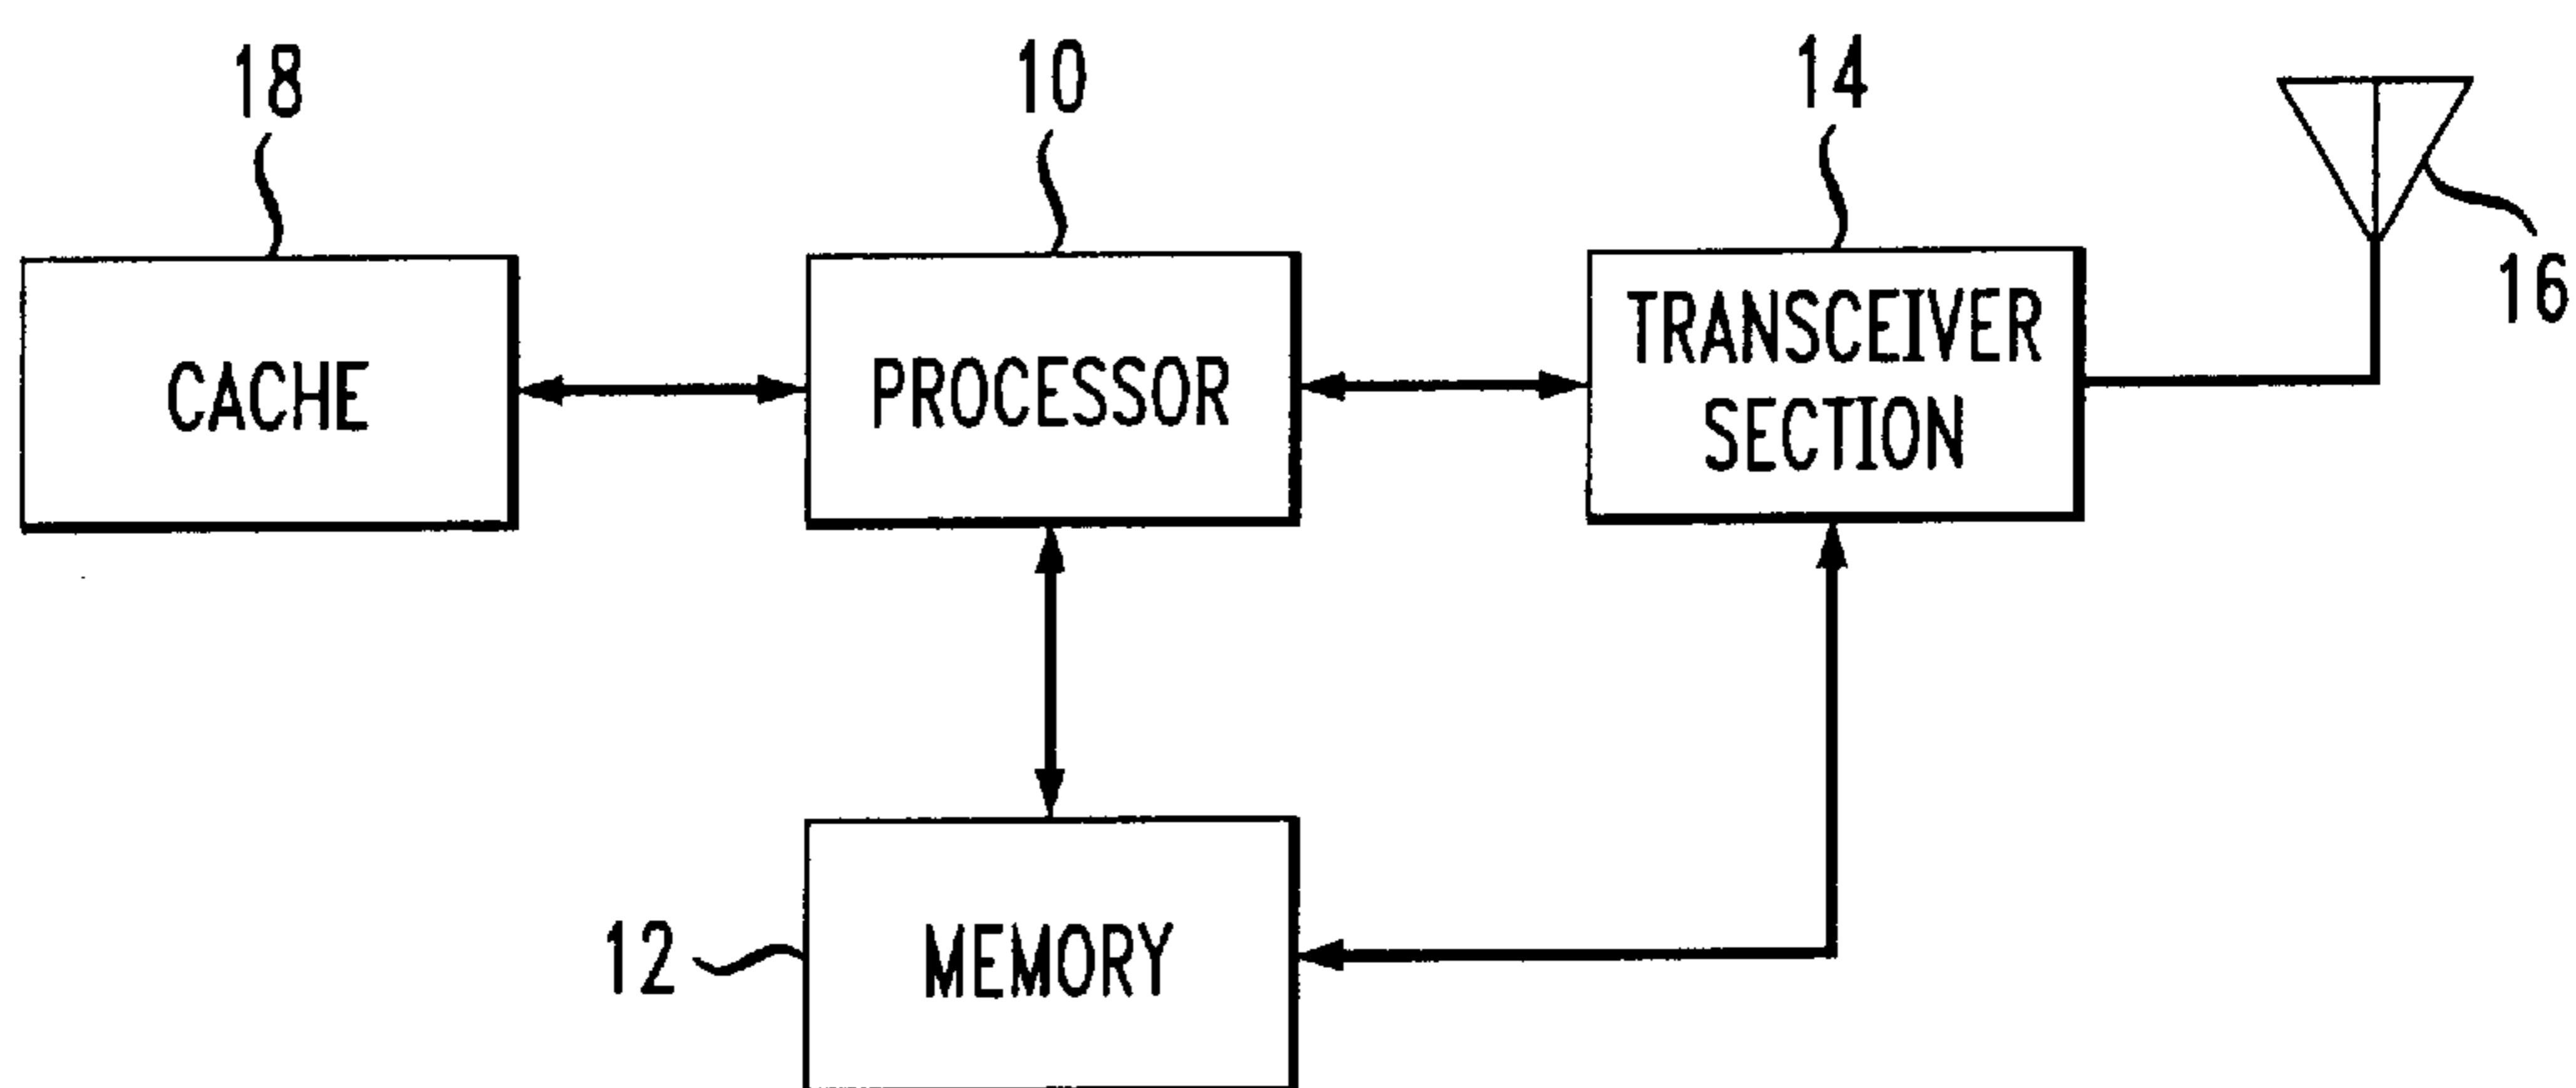 18
10
14
16
CACHE
PROCESSOR
TRANSCEIVER
SECTION
12
MEMORY